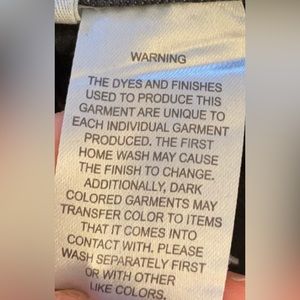 WARNING
THE DYES AND FINISHES
USED TO PRODUCE THIS
GARMENT ARE UNIQUE TO
EACH INDIVIDUAL GARMENT
PRODUCED. THE FIRST
HOME WASH MAY CAUSE
THE FINISH TO CHANGE.
ADDITIONALLY, DARK
COLORED GARMENTS MAY
TRANSFER COLOR TO ITEMS
THAT IT COMES INTO
CONTACT WITH. PLEASE
WASH SEPARATELY FIRST
OR WITH OTHER
LIKE COLORS.